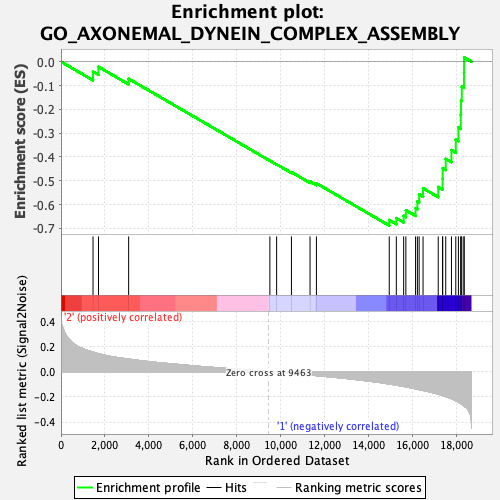 Enrichment plot:
GO_AXONEMAL_DYNEIN_COMPLEX_ASSEMBLY
Enrichment score (ES)
0.0
-0.1
-0.2
-0.3
-0.4
-0.5
-0.6
-0.7
'2' (positively correlated)
Ranked list metric (Signal2Noise)
0.4
0.2
0.0
-0.2
-0.4
Zero cross at 9463
'1' (negatively correlated)
0 2,000 4,000 6,000 8,000 10,000 12,000 14,000 16,000 18,000
Rank in Ordered Dataset
Enrichment profile Hits Ranking metric scores